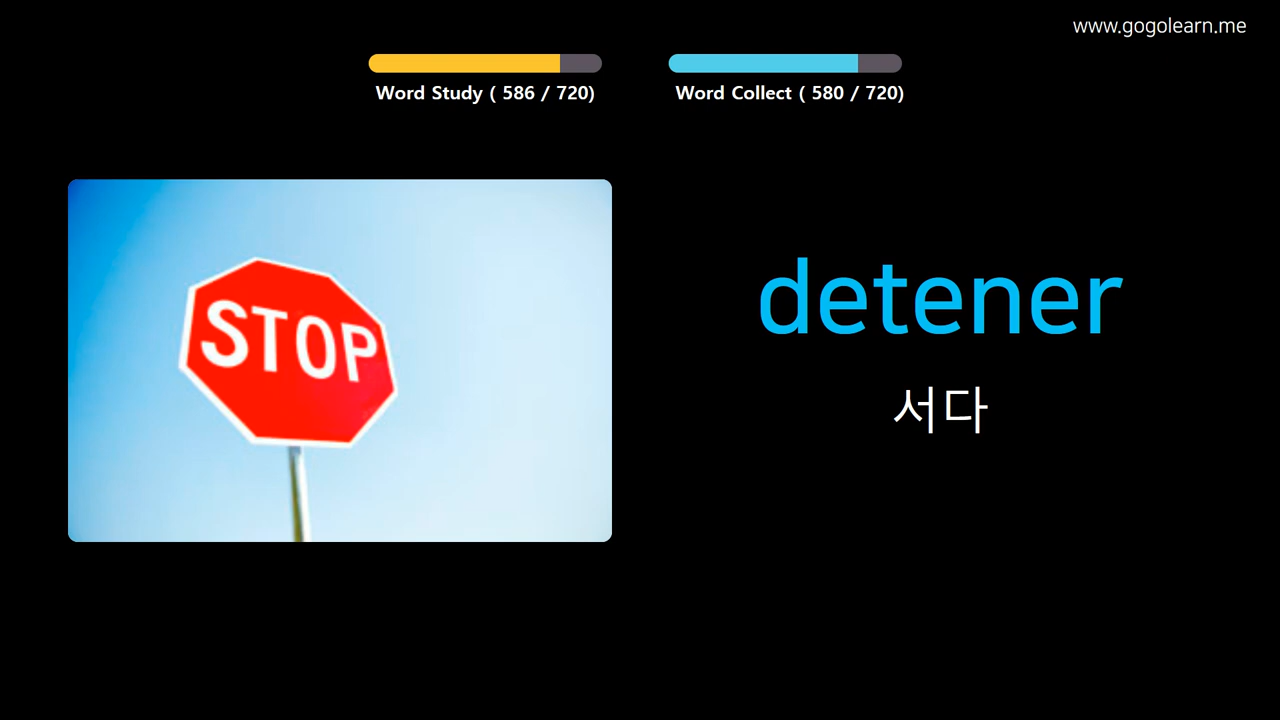 www.gogolearn.me
Word Study ( 586 / 720)
Word Collect ( 580 / 720)
STOP
detener
서다